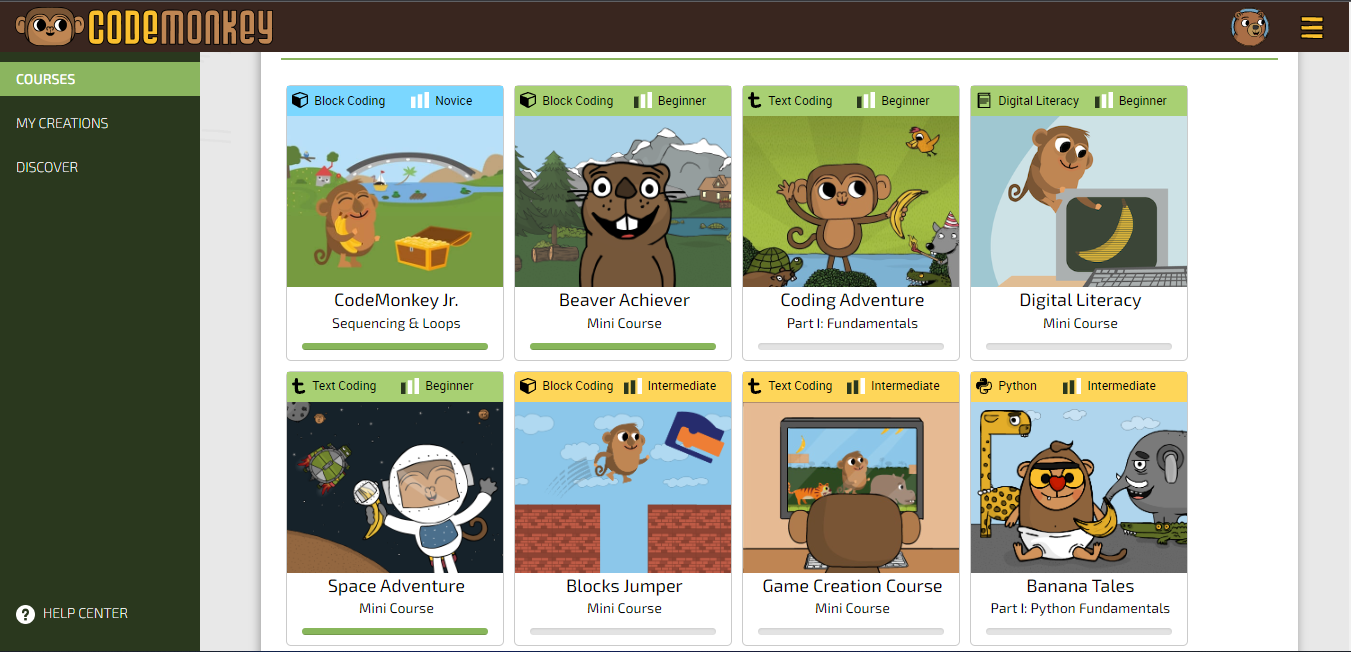 CODEMONKEY
COURSES
MY CREATIONS
DISCOVER
? HELP CENTER
Block Coding Novice
CodeMonkey Jr.
Sequencing & Loops
Block Coding Beginner
Beaver Achiever
Mini Course
t Text Coding Beginner
Coding Adventure
Part I: Fundamentals
Digital Literacy Beginner
Digital Literacy
Mini Course
t Text Coding Beginner
Space Adventure
Mini Course
Block Coding Intermediate
Blocks Jumper
Mini Course
t Text Coding Intermediate
Game Creation Course
Mini Course
Python Intermediate
Banana Tales
Part I: Python Fundamentals